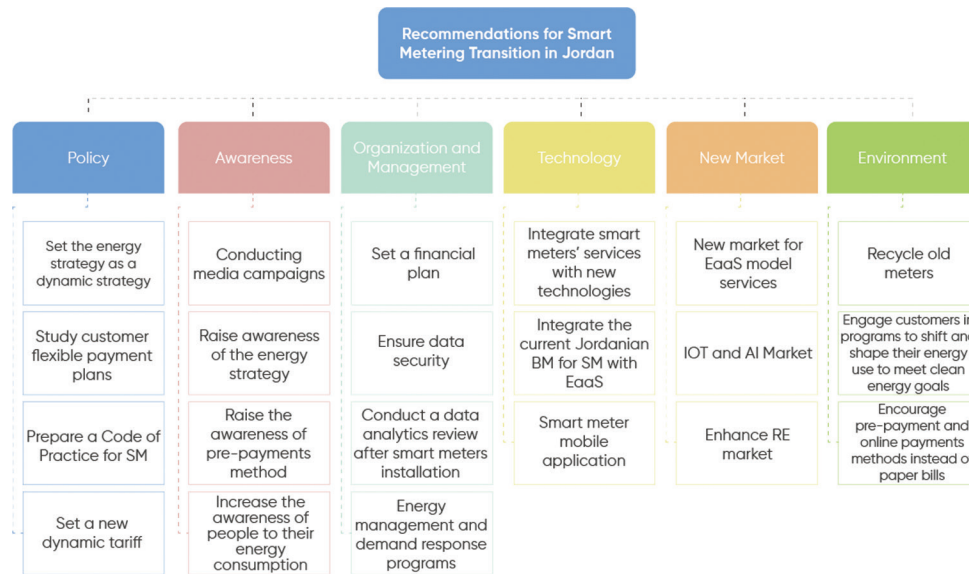 Recommendations for Smart
Metering Transition in Jordan
Policy
Awareness
Organization and
Management
Technology
New Market
Environment
Set the energy
strategy as a
dynamic strategy
Conducting
media campaigns
Set a financial
plan
Integrate smart
meters' services
with new
technologies
New market for
EaaS model
services
Recycle old
meters
Study customer
flexible payment
plans
Raise awareness
of the energy
strategy
Ensure data
security
Integrate the
current Jordanian
BM for SM with
EaaS
IOT and AI Market
Engage customers in
programs to shift and
shape their energy
use to meet clean
energy goals
Prepare a Code of
Practice for SM
Raise the
awareness of
pre-payments
method
Conduct a data
analytics review
after smart meters
installation
Smart meter
mobile
application
Enhance RE
market
Encourage
pre-payment and
online payments
methods instead of
paper bills
Set a new
dynamic tariff
Increase the
awareness of
people to their
energy
consumption
Energy
management and
demand response
programs